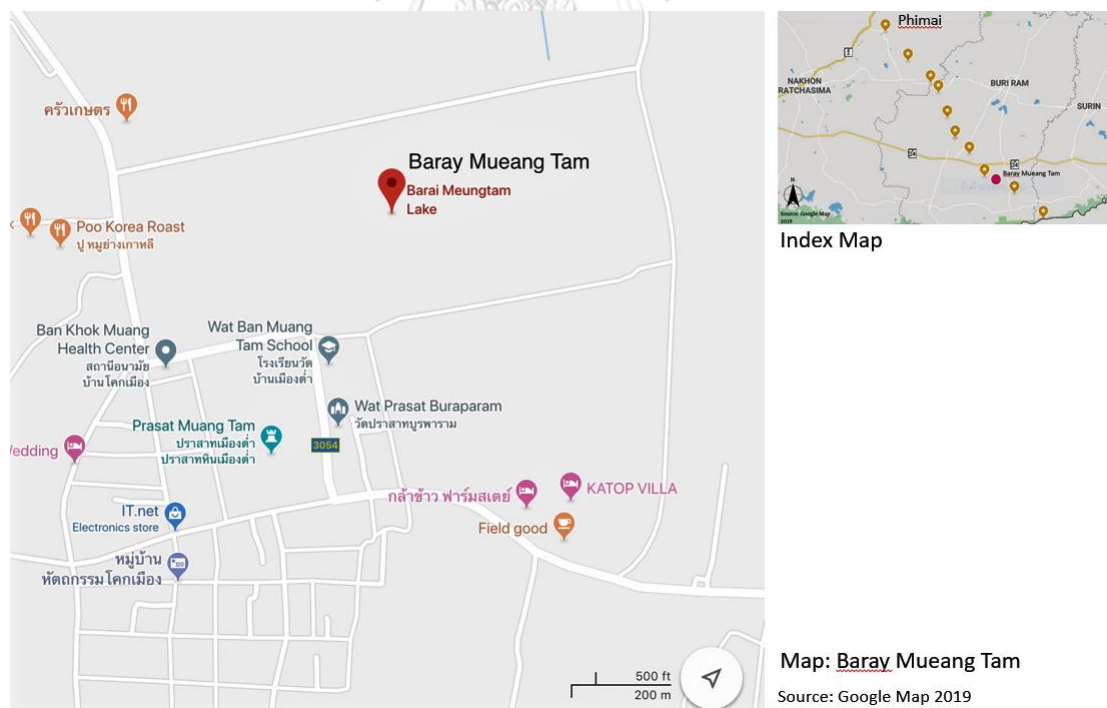 ครัวเกษตร
Baray Mueang Tam
Barai Meungtam
Lake
Poo Korea Roast
ปู หมูย่างเกาหลี
Ban Khok Muang
Health Center
สถานีอนามัย
บ้านโคกเมือง
Wat Ban Muang
Tam School
โรงเรียนวัด
บ้านเมืองต่ำ
Wat Prasat Buraparam
วัดปราสาทบูรพาราม
Prasat Muang Tam
ปราสาทเมืองต่ำ
ปราสาทหินเมืองต่ำ
3054
Wedding
กล้าข้าว ฟาร์มสเตย์
KATOP VILLA
IT.net
Electronics store
Field good
หมู่บ้าน
หัตถกรรมโคกเมือง
500 ft
200 m
Phimai
2
NAKHON
RATCHASIMA
BURI RAM
SURIN
24
24
Baray Mueang Tam
N
Source: Google Map
2019
Index Map
Map: Baray Mueang Tam
Source: Google Map 2019